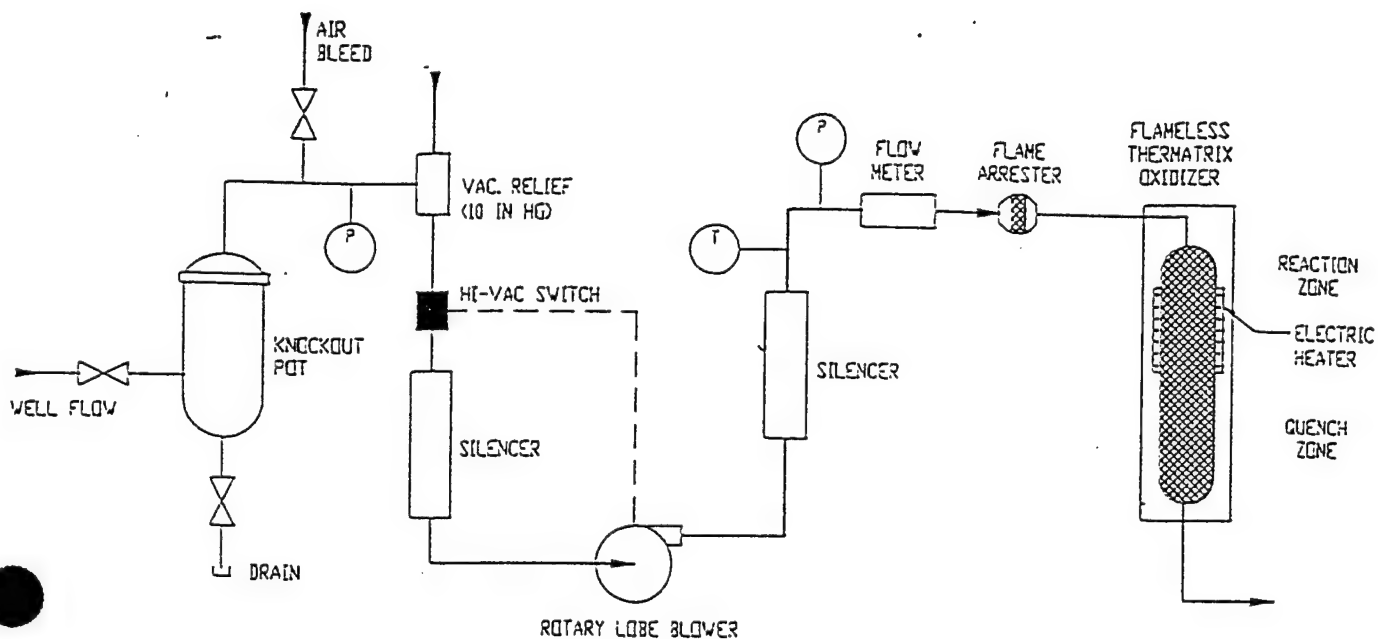 AIR
BLEED
VAC. RELIEF
(10 IN HG)
P
HI-VAC SWITCH
KNOCKOUT
POT
WELL FLOW
DRAIN
SILENCER
ROTARY LOBE BLOWER
T
P
SILENCER
FLOW
METER
FLAME
ARRESTER
FLAMELESS
THERMATRIX
OXIDIZER
REACTION
ZONE
ELECTRIC
HEATER
QUENCH
ZONE